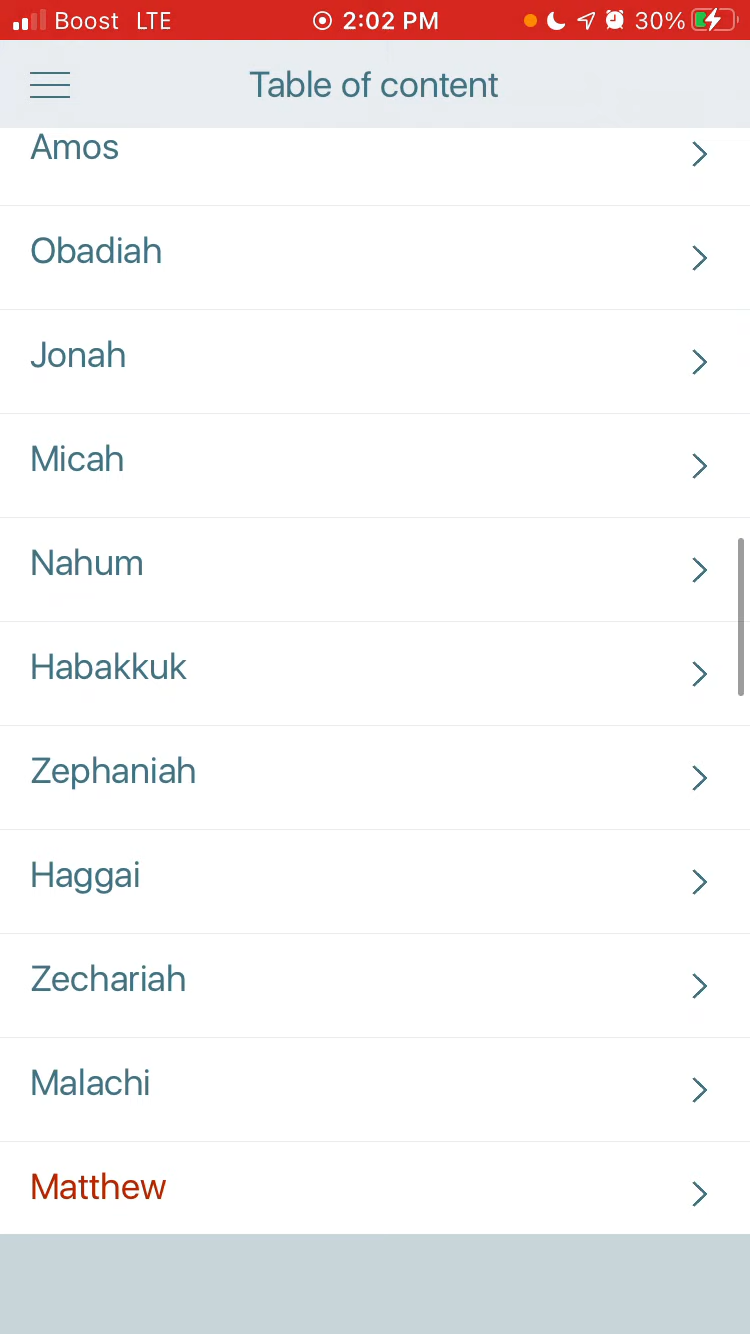 Boost LTE 2:02 PM 30%
Table of content
Amos
Obadiah
Jonah
Micah
Nahum
Habakkuk
Zephaniah
Haggai
Zechariah
Malachi
Matthew